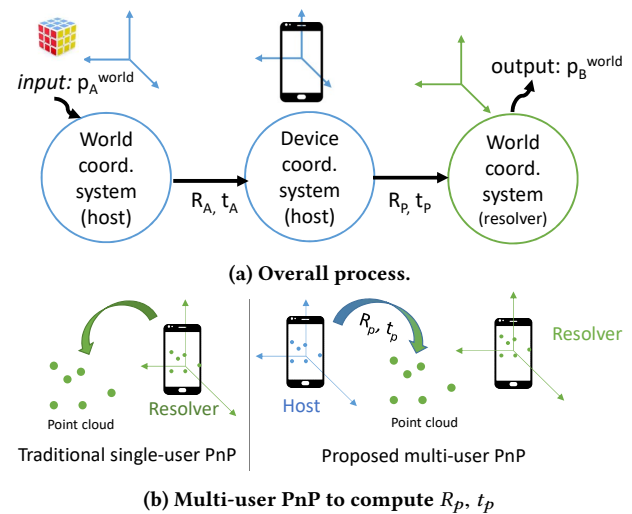 input: p_A^world
World
coord.
system
(host)
R_A, t_A
Device
coord.
system
(host)
R_P, t_P
output: p_B^world
World
coord.
system
(resolver)
(a) Overall process.
Point cloud
Resolver
Traditional single-user PnP
R_p, t_p
Host
Point cloud
Resolver
Proposed multi-user PnP
(b) Multi-user PnP to compute R_p, t_p